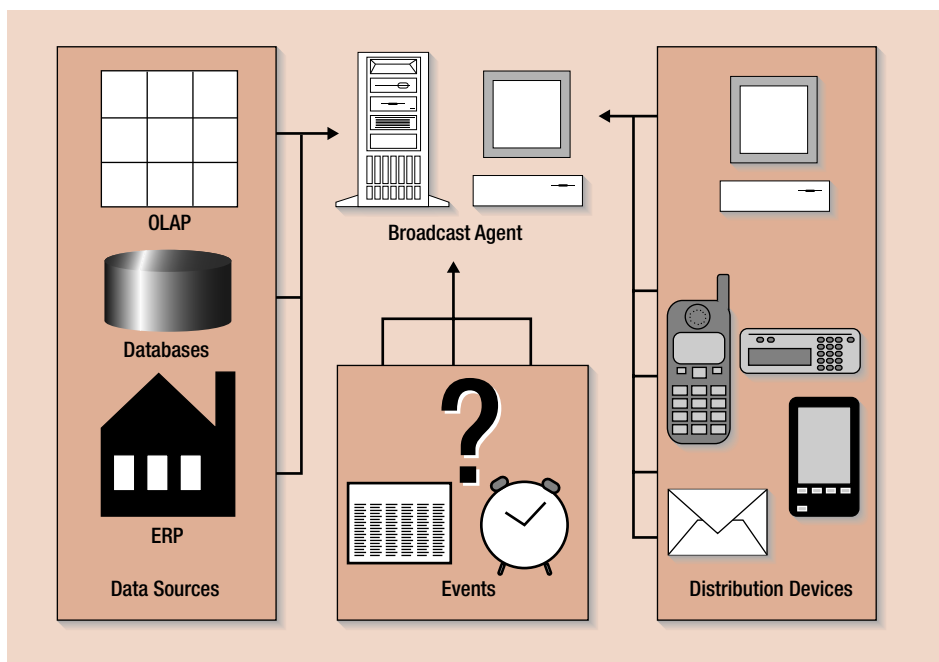 OLAP
Databases
ERP
Data Sources
Broadcast Agent
?
Events
Distribution Devices